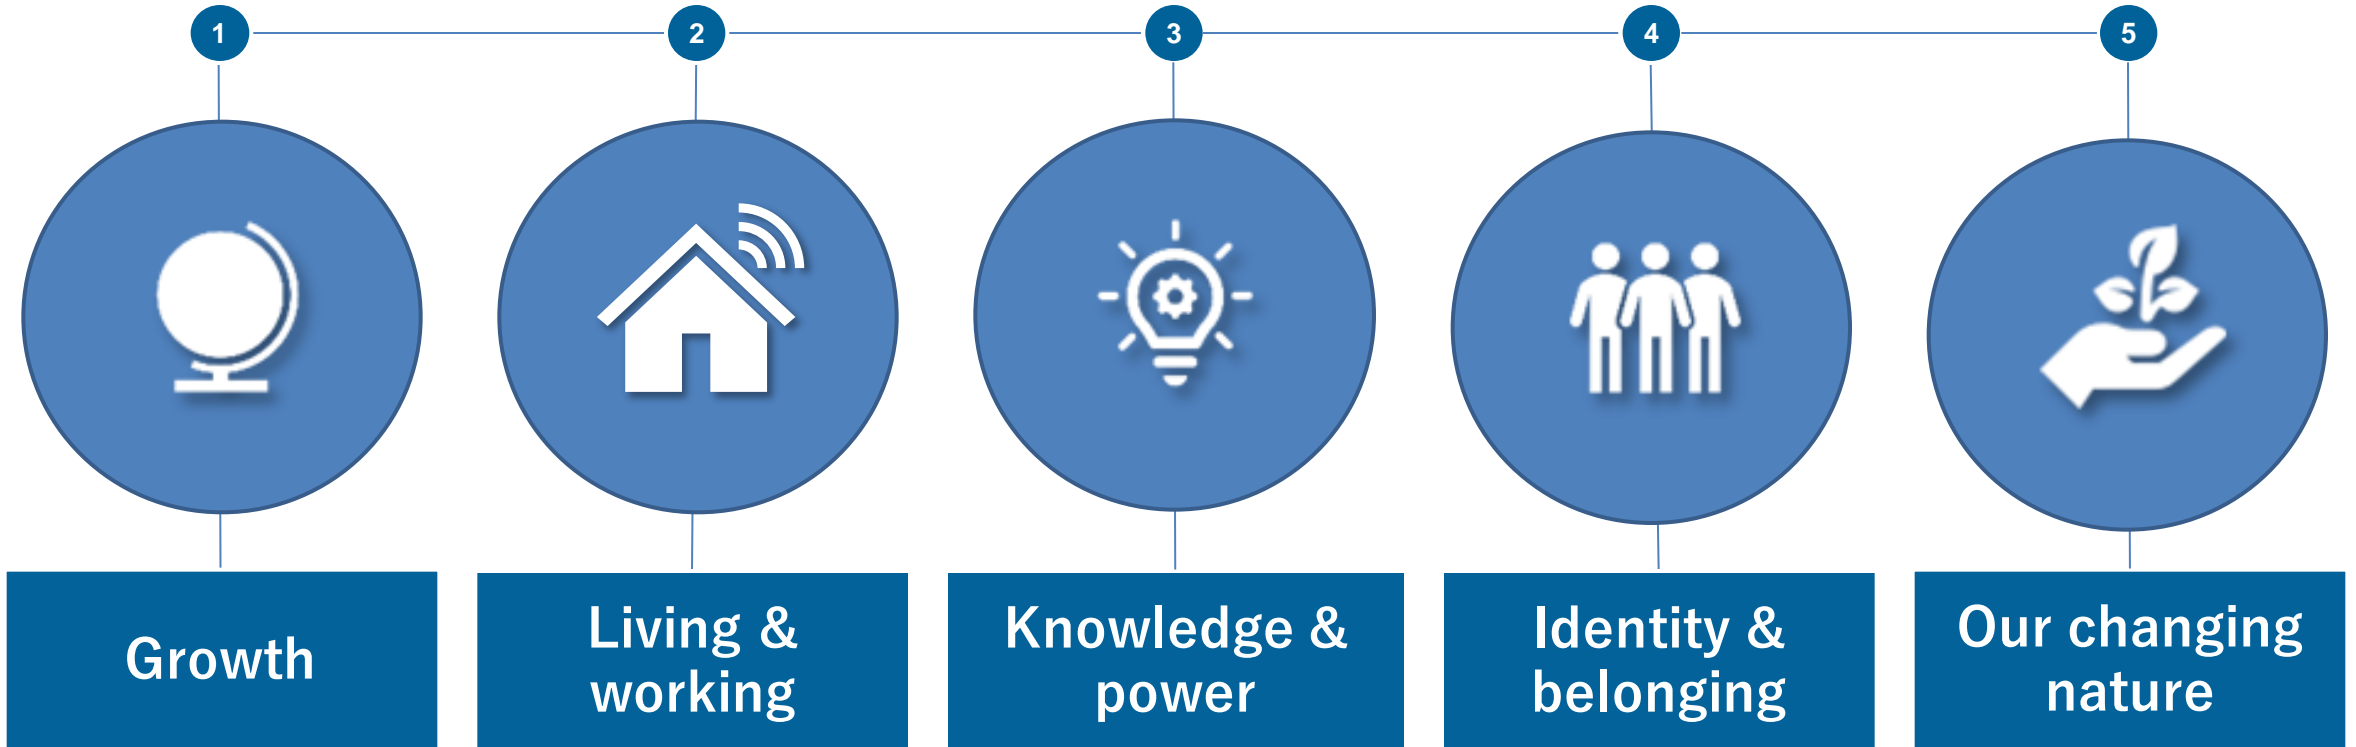 1
2
3
4
5
Growth
Living &
working
Knowledge &
power
Identity &
belonging
Our changing
nature